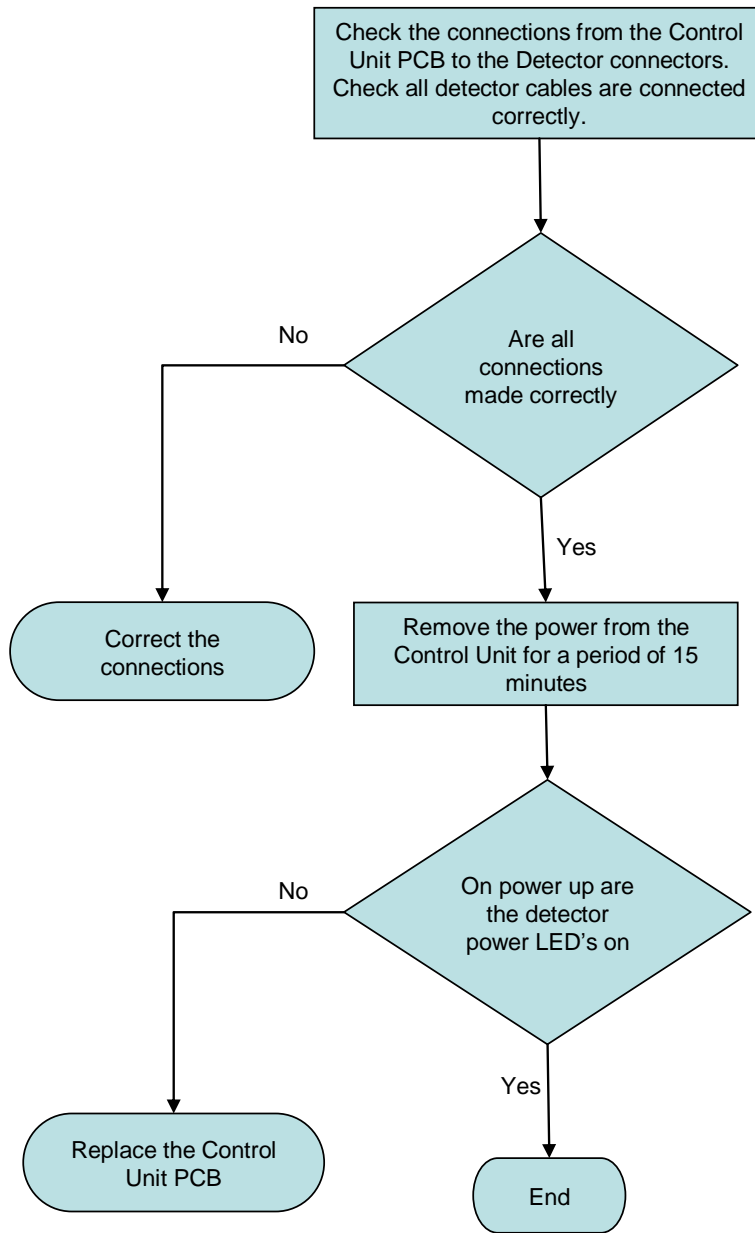 Check the connections from the Control
Unit PCB to the Detector connectors.
Check all detector cables are connected
correctly.
No
Are all
connections
made correctly
Yes
Correct the
connections
Remove the power from the
Control Unit for a period of 15
minutes
No
On power up are
the detector
power LED's on
Yes
Replace the Control
Unit PCB
End